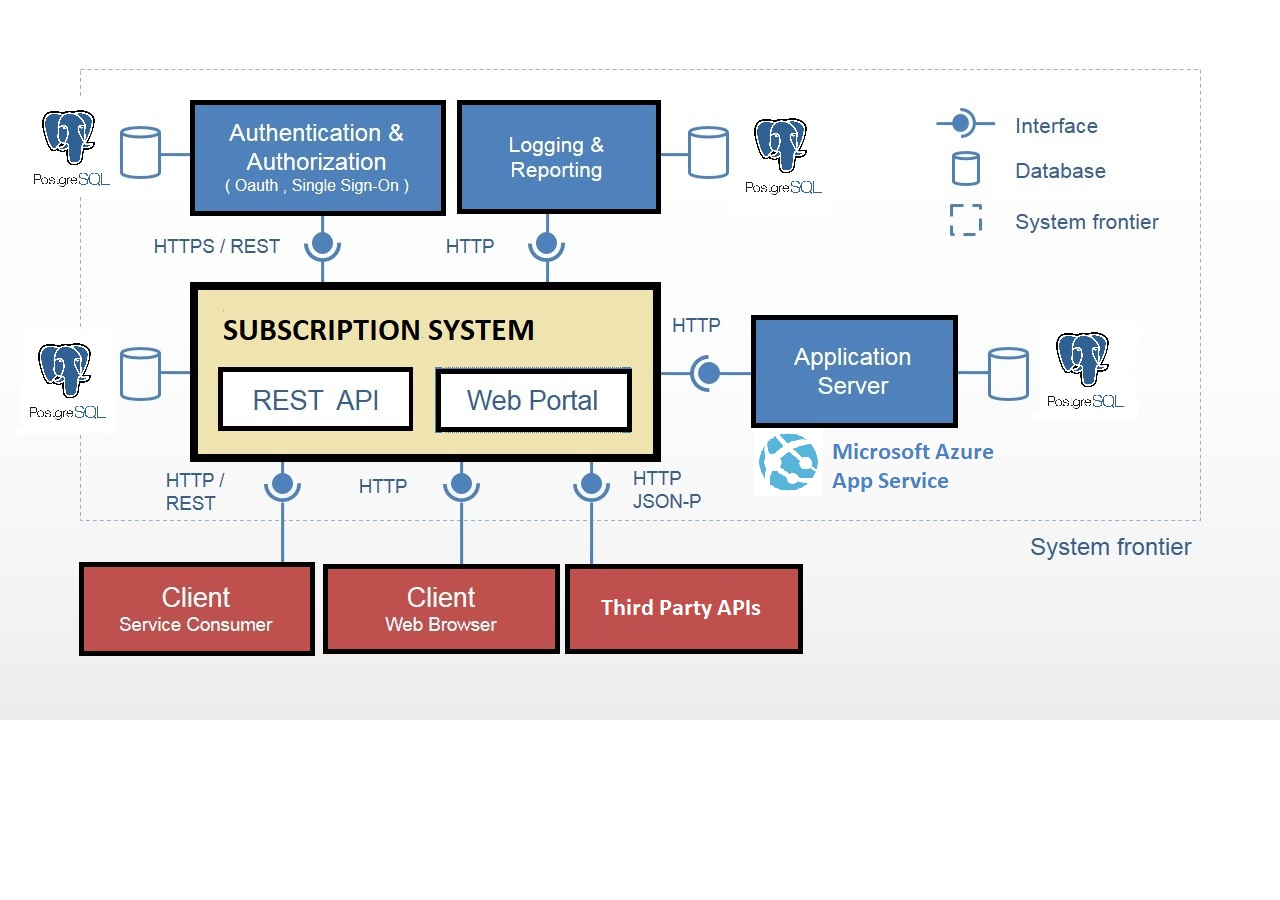 Authentication &
Authorization
( Oauth , Single Sign-On )
Logging &
Reporting
PostgreSQL
PostgreSQL
Interface
Database
System frontier
HTTPS / REST
HTTP
SUBSCRIPTION SYSTEM
REST API
Web Portal
PostgreSQL
HTTP
Application
Server
PostgreSQL
Microsoft Azure
App Service
HTTP /
REST
HTTP
HTTP
JSON-P
System frontier
Client
Service Consumer
Client
Web Browser
Third Party APIs